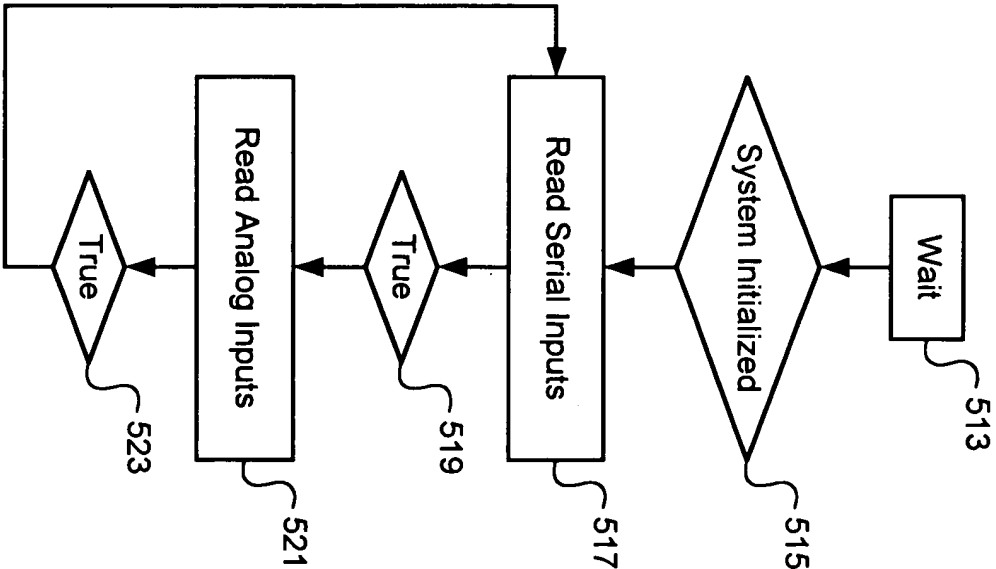 Wait
513
System Initialized
515
Read Serial Inputs
517
True
519
Read Analog Inputs
521
True
523